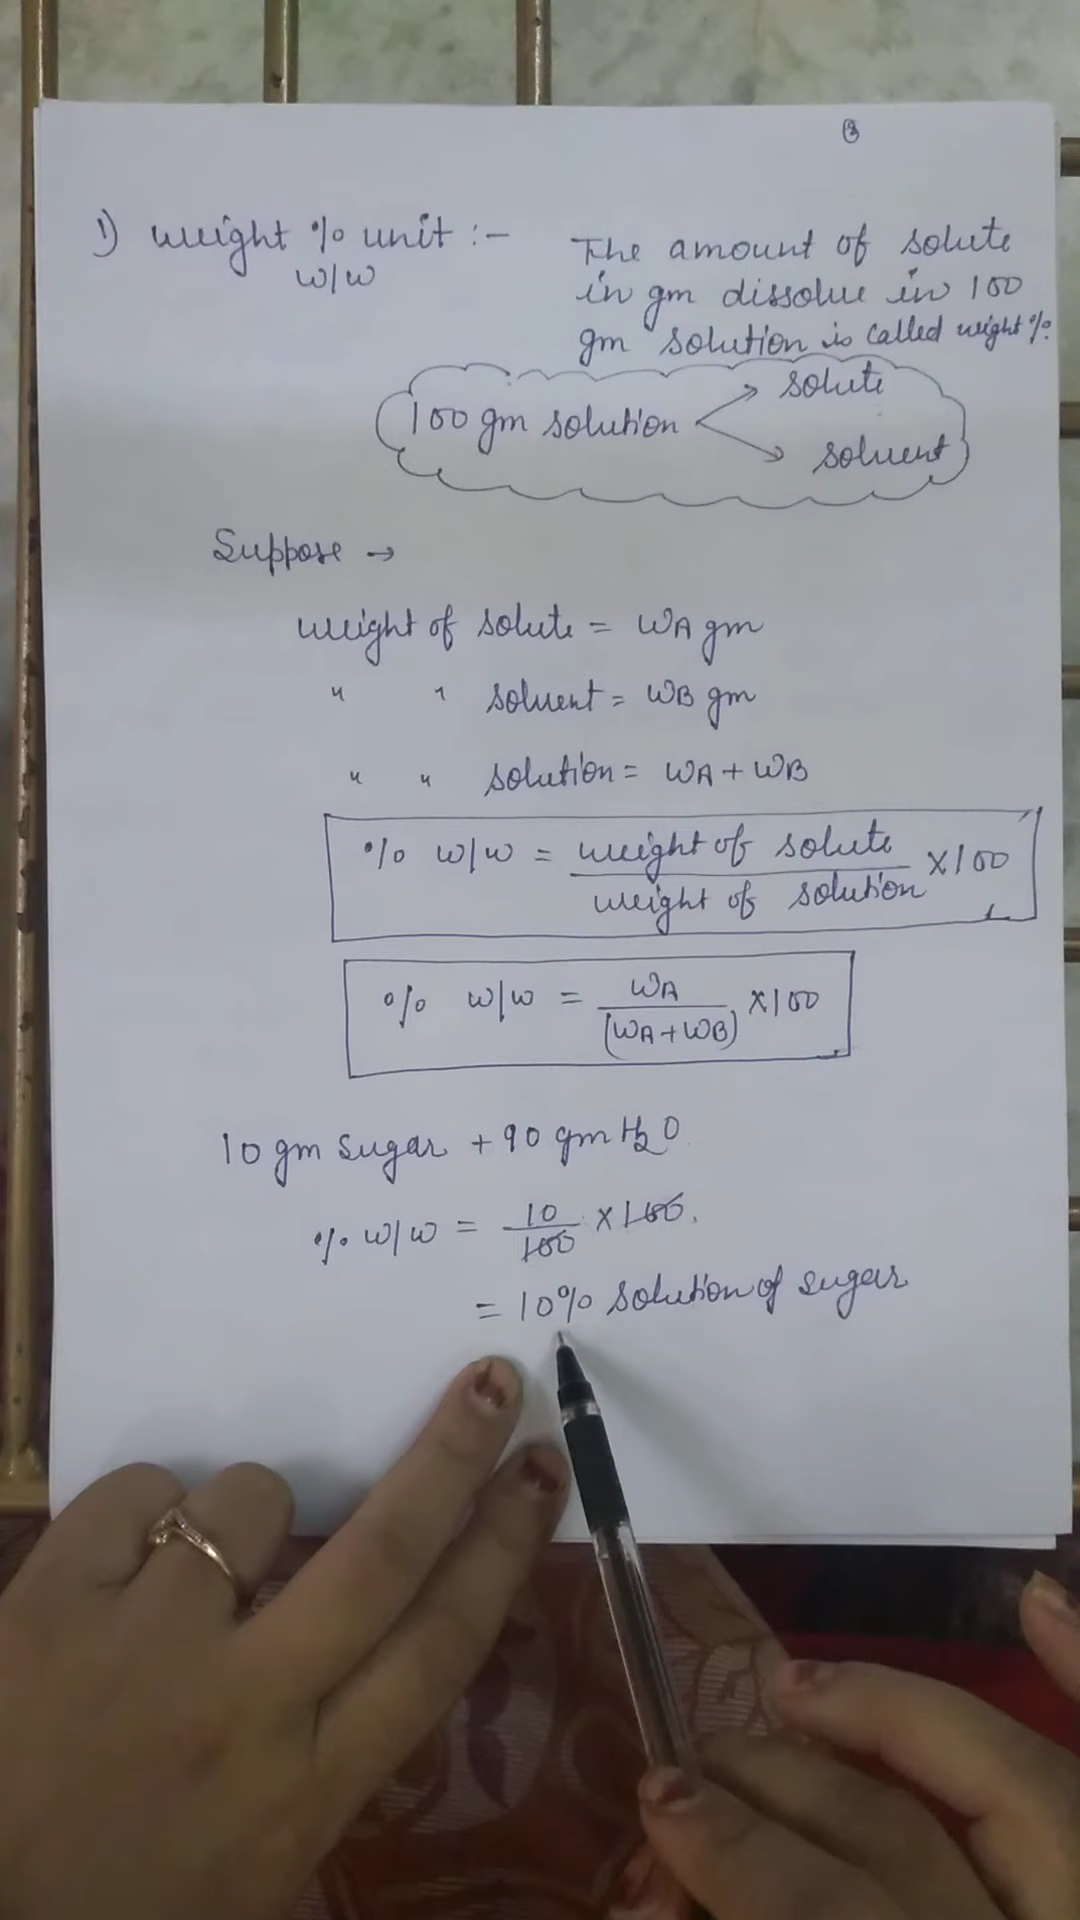 3
1) weight % unit :-
w/w
The amount of solute
in gm dissolve in 100
gm solution is called weight %
100 gm solution
solute
solvent
Suppose →
weight of solute = WA gm
" " solvent = WB gm
" " solution = WA + WB
% w/w = weight of solute / weight of solution × 100
% w/w = WA / (WA + WB) × 100
10 gm sugar + 90 gm H2O
% w/w = 10 / 100 × 100.
= 10% solution of sugar